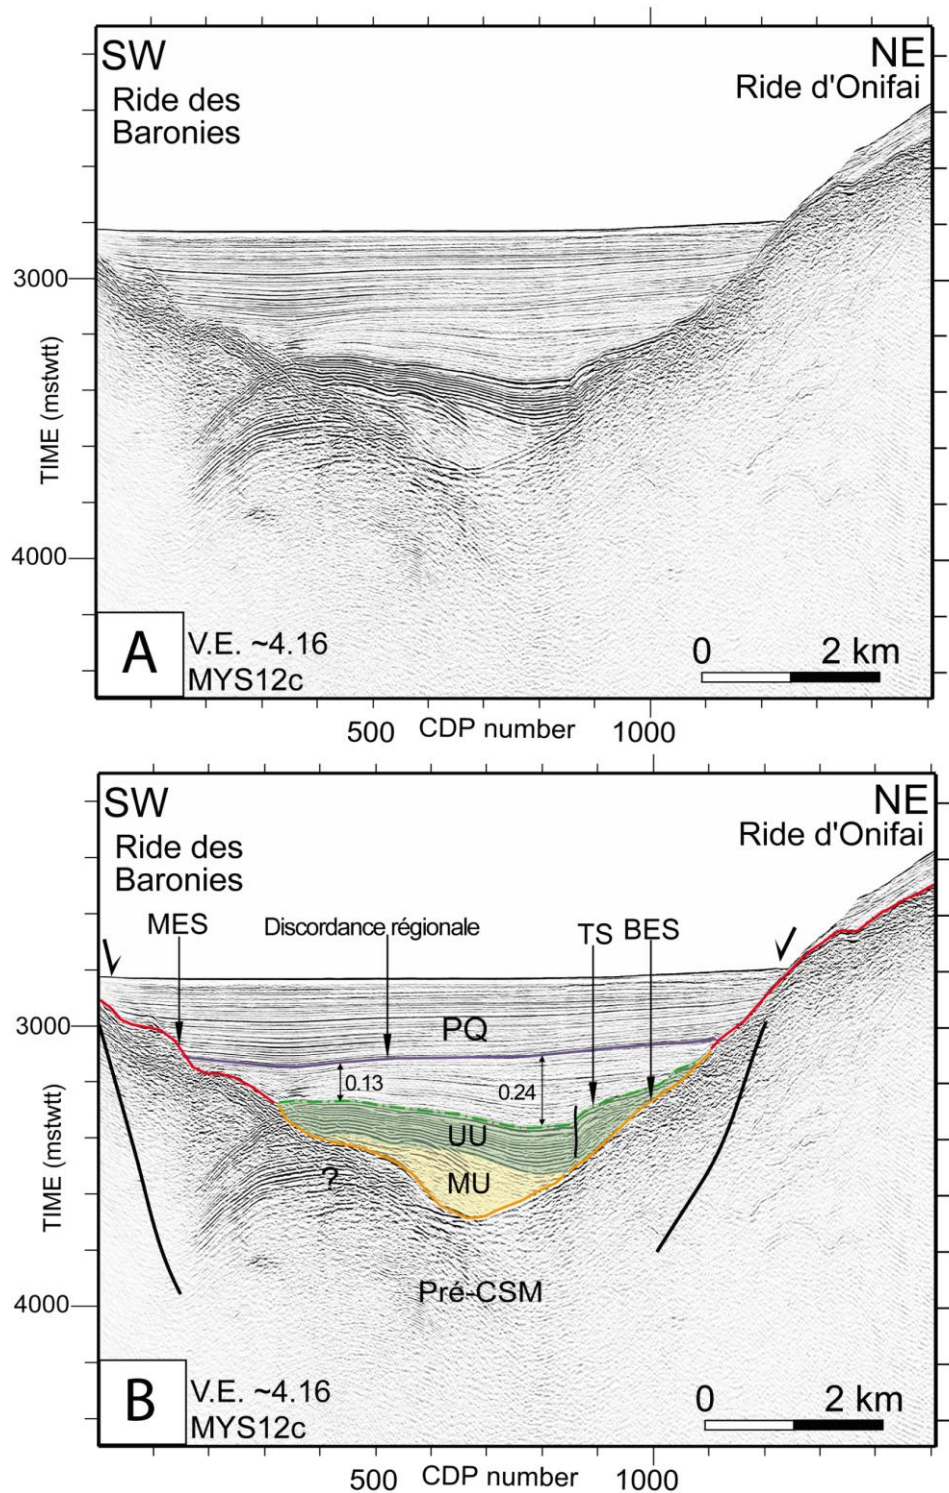 SW
NE
Ride des
Baronies
Ride d'Onifai
3000
TIME (mstwtt)
4000
A
V.E. ~4.16
MYS12c
0 2 km
500 CDP number 1000
SW
NE
Ride des
Baronies
Ride d'Onifai
MES
Discordance régionale
TS BES
3000
PQ
0.13
0.24
UU
MU
?
TIME (mstwtt)
Pré-CSM
4000
B
V.E. ~4.16
MYS12c
0 2 km
500 CDP number 1000